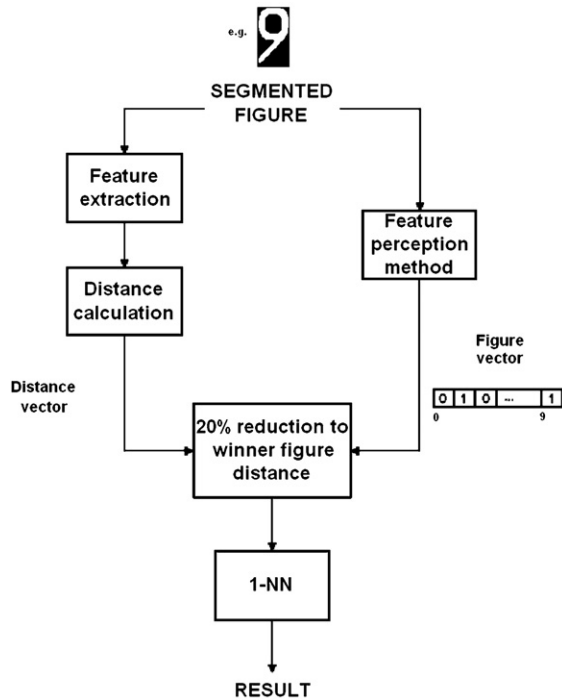 e.g. 9
SEGMENTED
FIGURE
Feature
extraction
Feature
perception
method
Distance
calculation
Figure
vector
Distance
vector
0 1 0 ... 1
0 9
20% reduction to
winner figure
distance
1-NN
RESULT